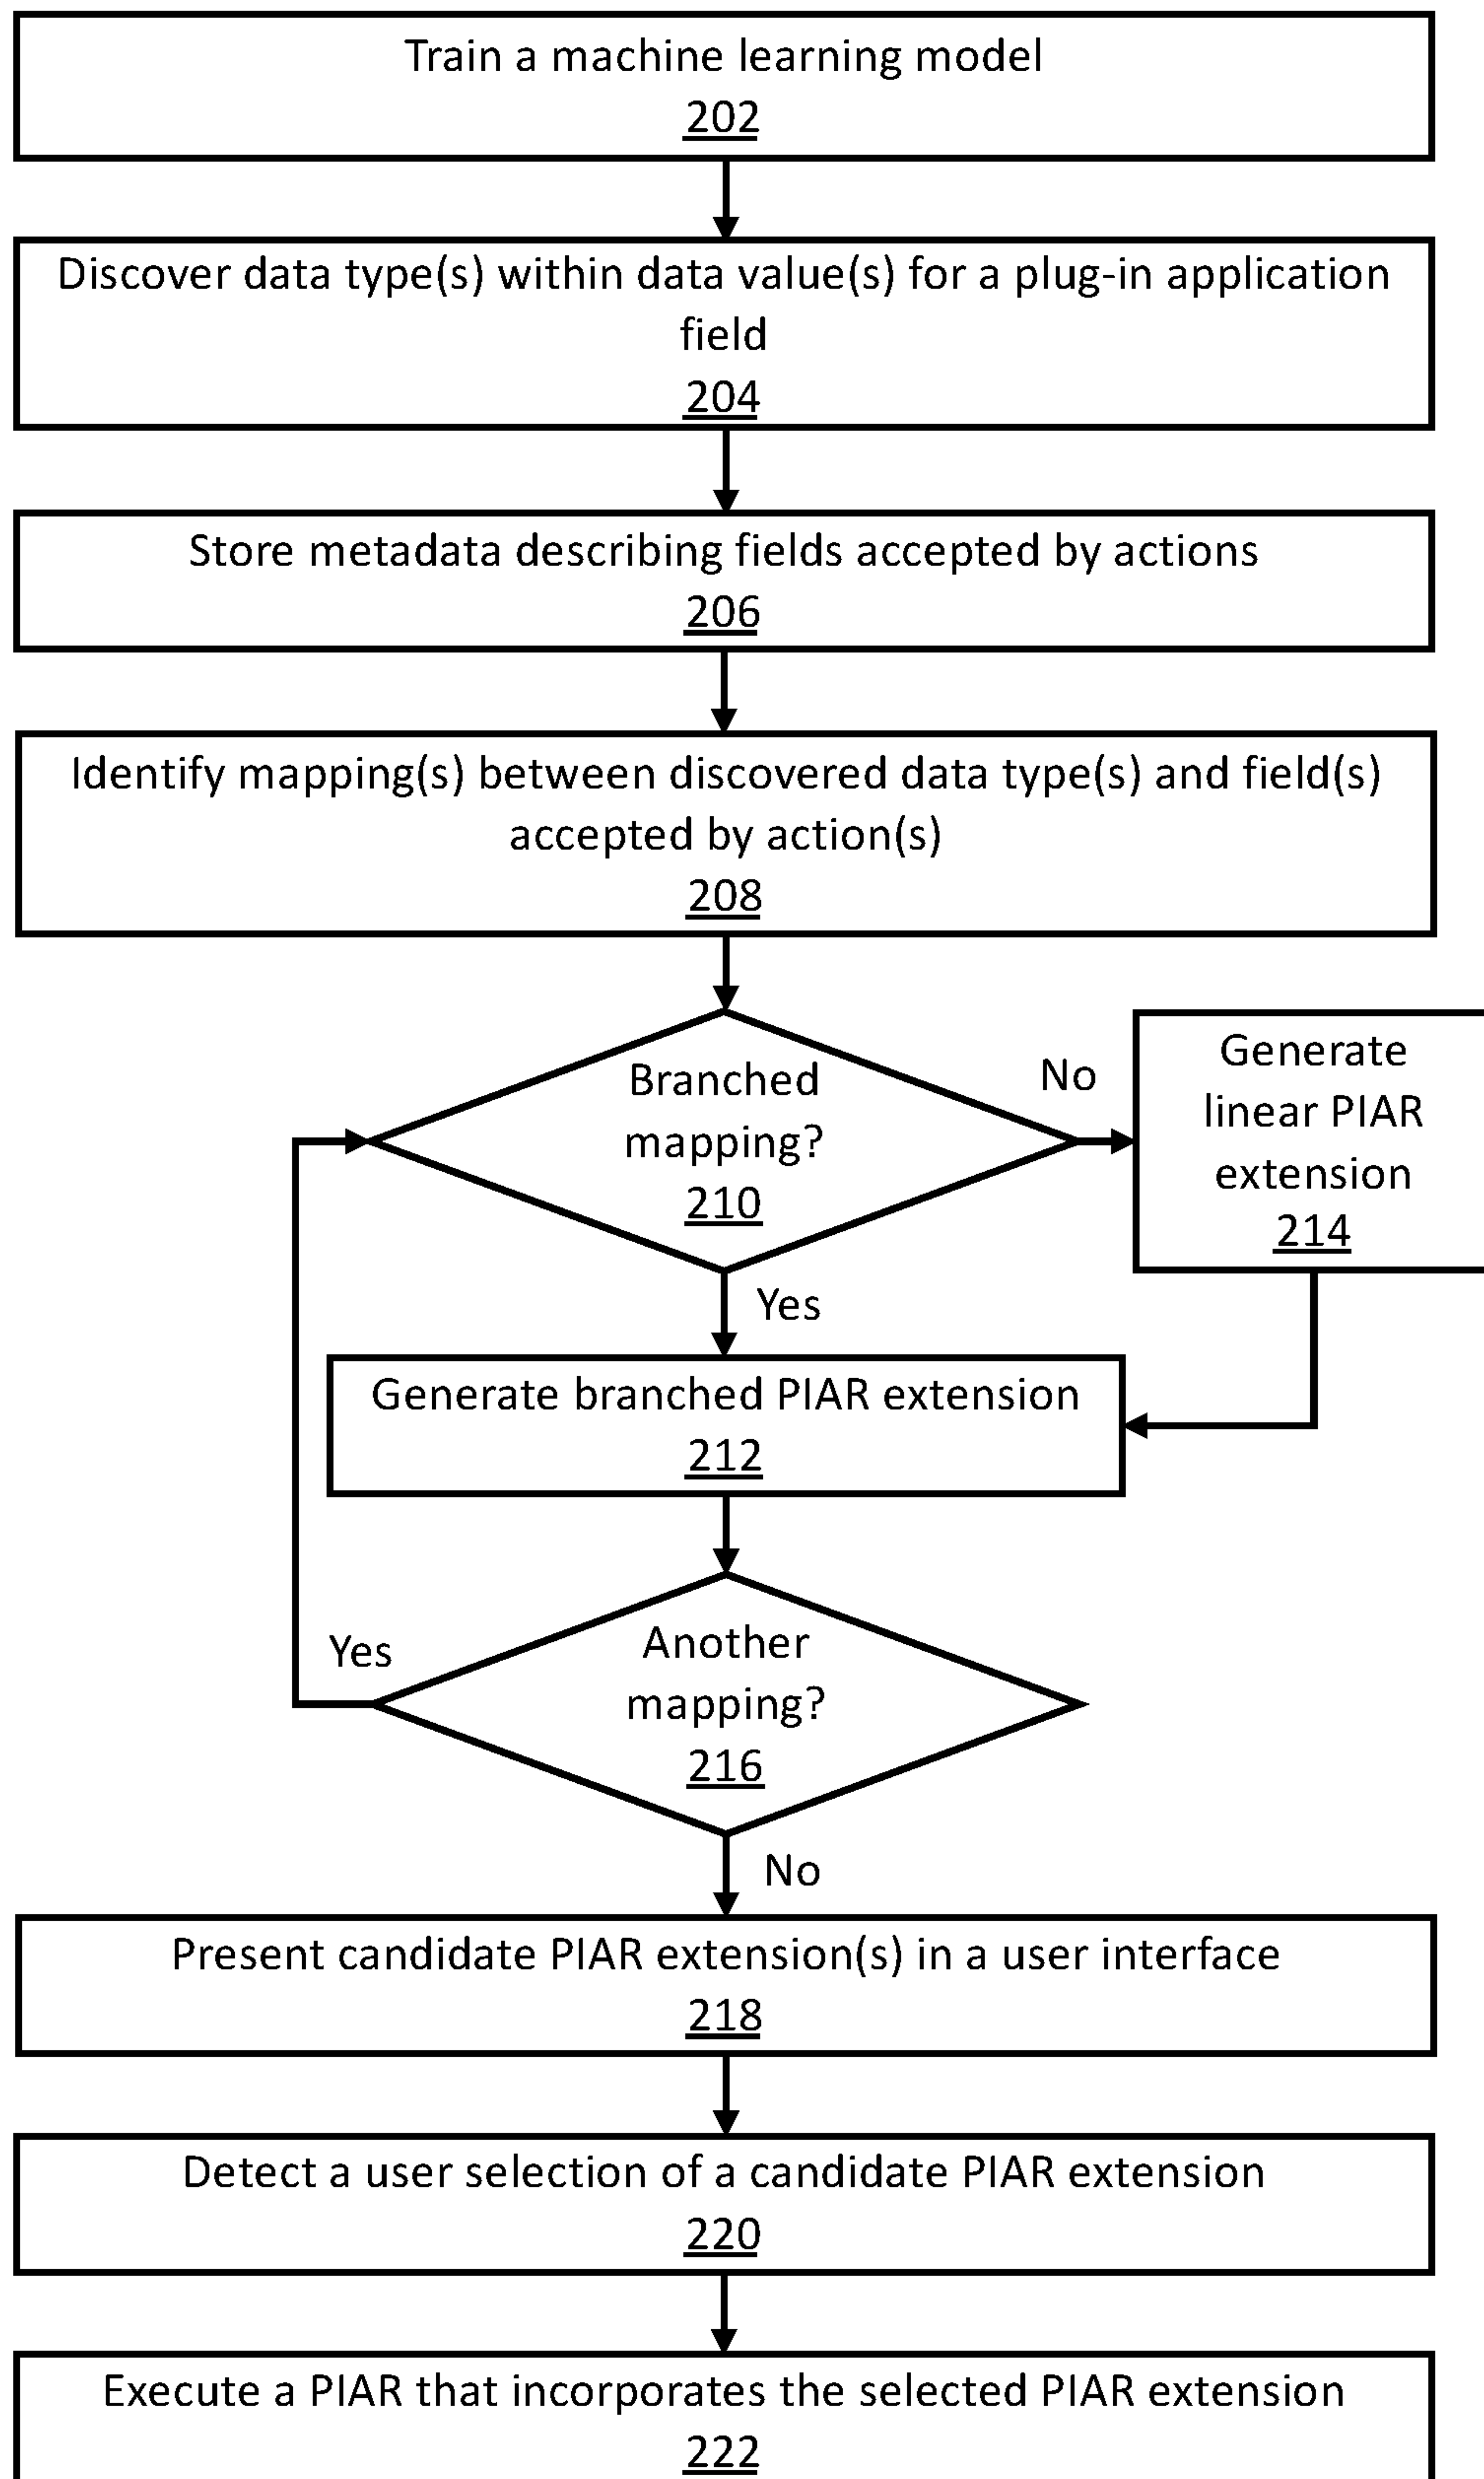 Train a machine learning model
202
Discover data type(s) within data value(s) for a plug-in application
field
204
Store metadata describing fields accepted by actions
206
Identify mapping(s) between discovered data type(s) and field(s)
accepted by action(s)
208
Branched
mapping?
210
No
Generate
linear PIAR
extension
214
Yes
Generate branched PIAR extension
212
Another
mapping?
216
Yes
No
Present candidate PIAR extension(s) in a user interface
218
Detect a user selection of a candidate PIAR extension
220
Execute a PIAR that incorporates the selected PIAR extension
222